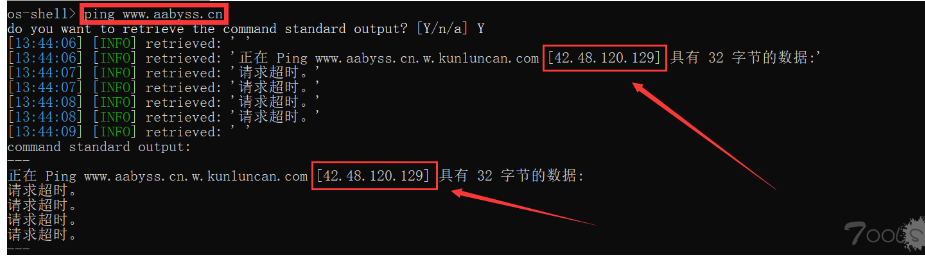 os-shell> ping www.aabyss.cn
do you want to retrieve the command standard output? [Y/n/a] Y
[13:44:06] [INFO] retrieved: ' '
[13:44:06] [INFO] retrieved: '正在 Ping www.aabyss.cn.w.kunluncan.com [42.48.120.129] 具有 32 字节的数据:'
[13:44:07] [INFO] retrieved: '请求超时。'
[13:44:07] [INFO] retrieved: '请求超时。'
[13:44:08] [INFO] retrieved: '请求超时。'
[13:44:08] [INFO] retrieved: '请求超时。'
[13:44:09] [INFO] retrieved: ' '
command standard output:
---
正在 Ping www.aabyss.cn.w.kunluncan.com [42.48.120.129] 具有 32 字节的数据:
请求超时。
请求超时。
请求超时。
请求超时。
---
7ools